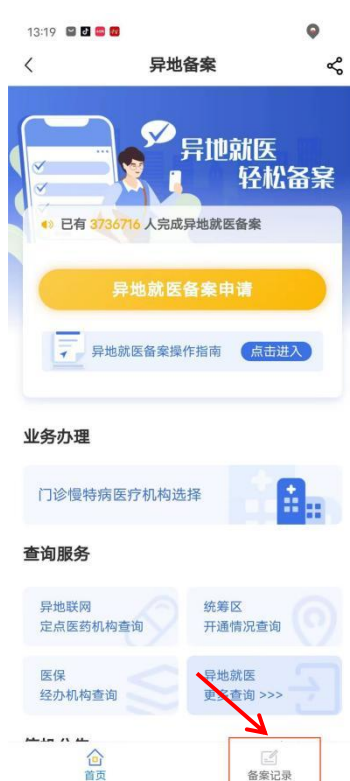 13:19
异地备案
异地就医
轻松备案
已有 3736716 人完成异地就医备案
异地就医备案申请
异地就医备案操作指南 点击进入
业务办理
门诊慢特病医疗机构选择
查询服务
异地联网
定点医药机构查询
统筹区
开通情况查询
医保
经办机构查询
异地就医
更多查询 >>>
首页
备案记录